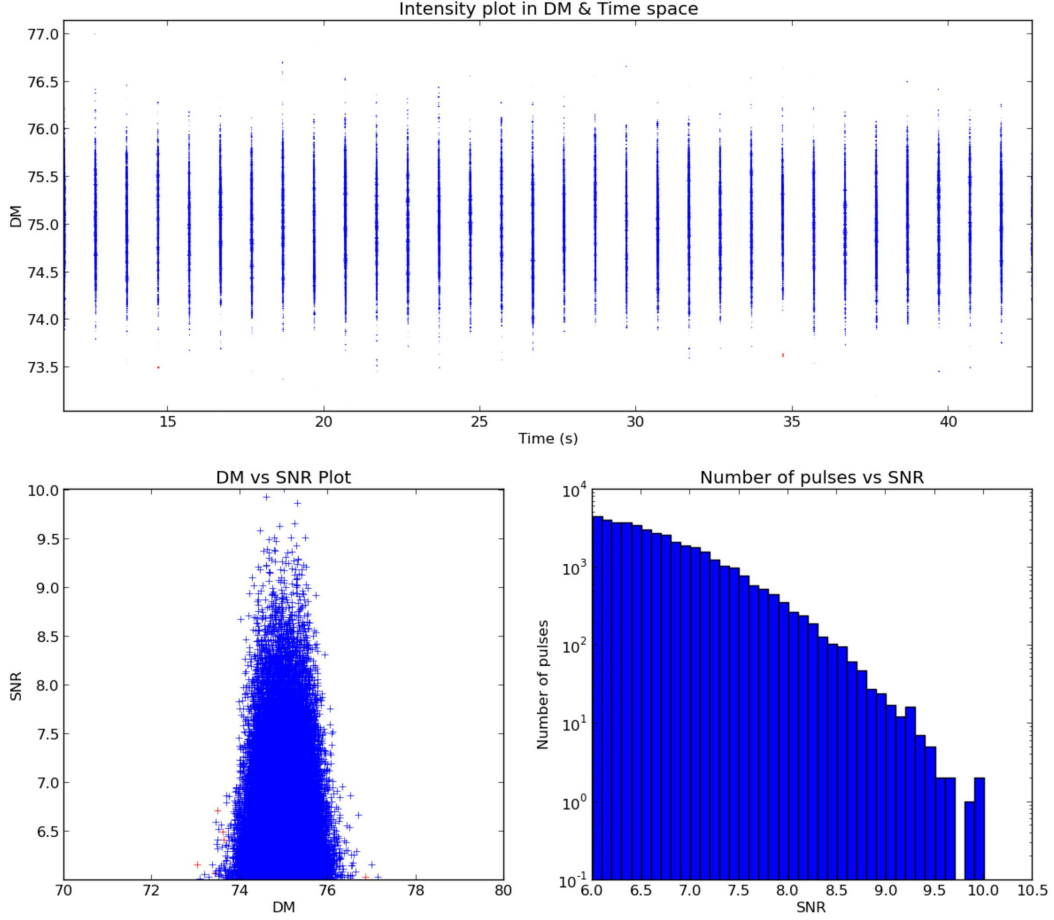 Intensity plot in DM & Time space
77.0
76.5
76.0
75.5
75.0
74.5
74.0
73.5
DM
15 20 25 30 35 40
Time (s)
DM vs SNR Plot
10.0
9.5
9.0
8.5
8.0
7.5
7.0
6.5
SNR
70 72 74 76 78 80
DM
Number of pulses vs SNR
10^4
10^3
10^2
10^1
10^0
10^-1
Number of pulses
6.0 6.5 7.0 7.5 8.0 8.5 9.0 9.5 10.0 10.5
SNR